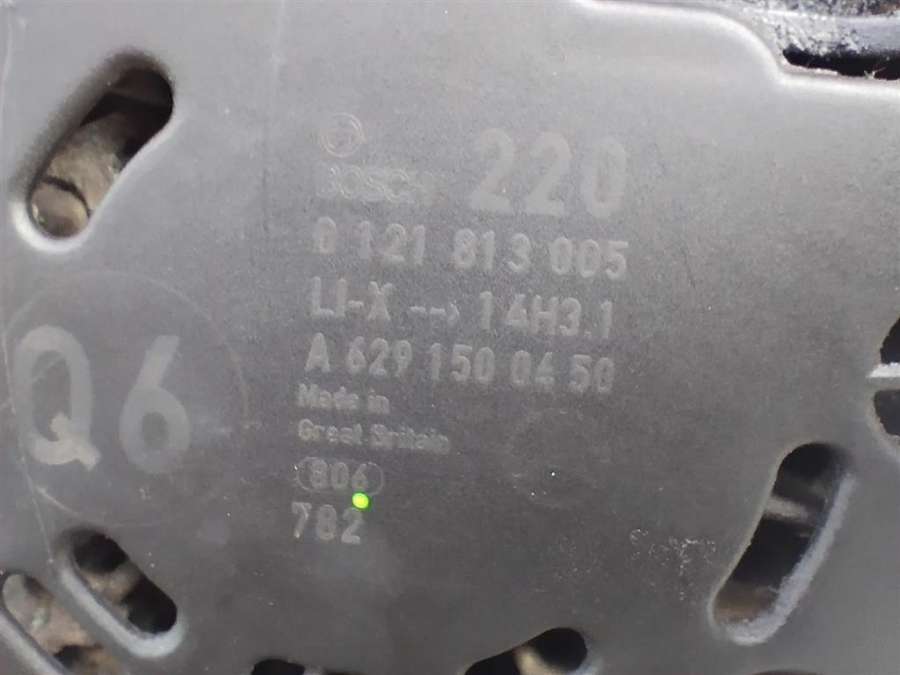 BOSCH 220
0 121 813 005
LI-X --> 14H3.1
A 629 150 04 50
Q6
Made in
Great Britain
806
782